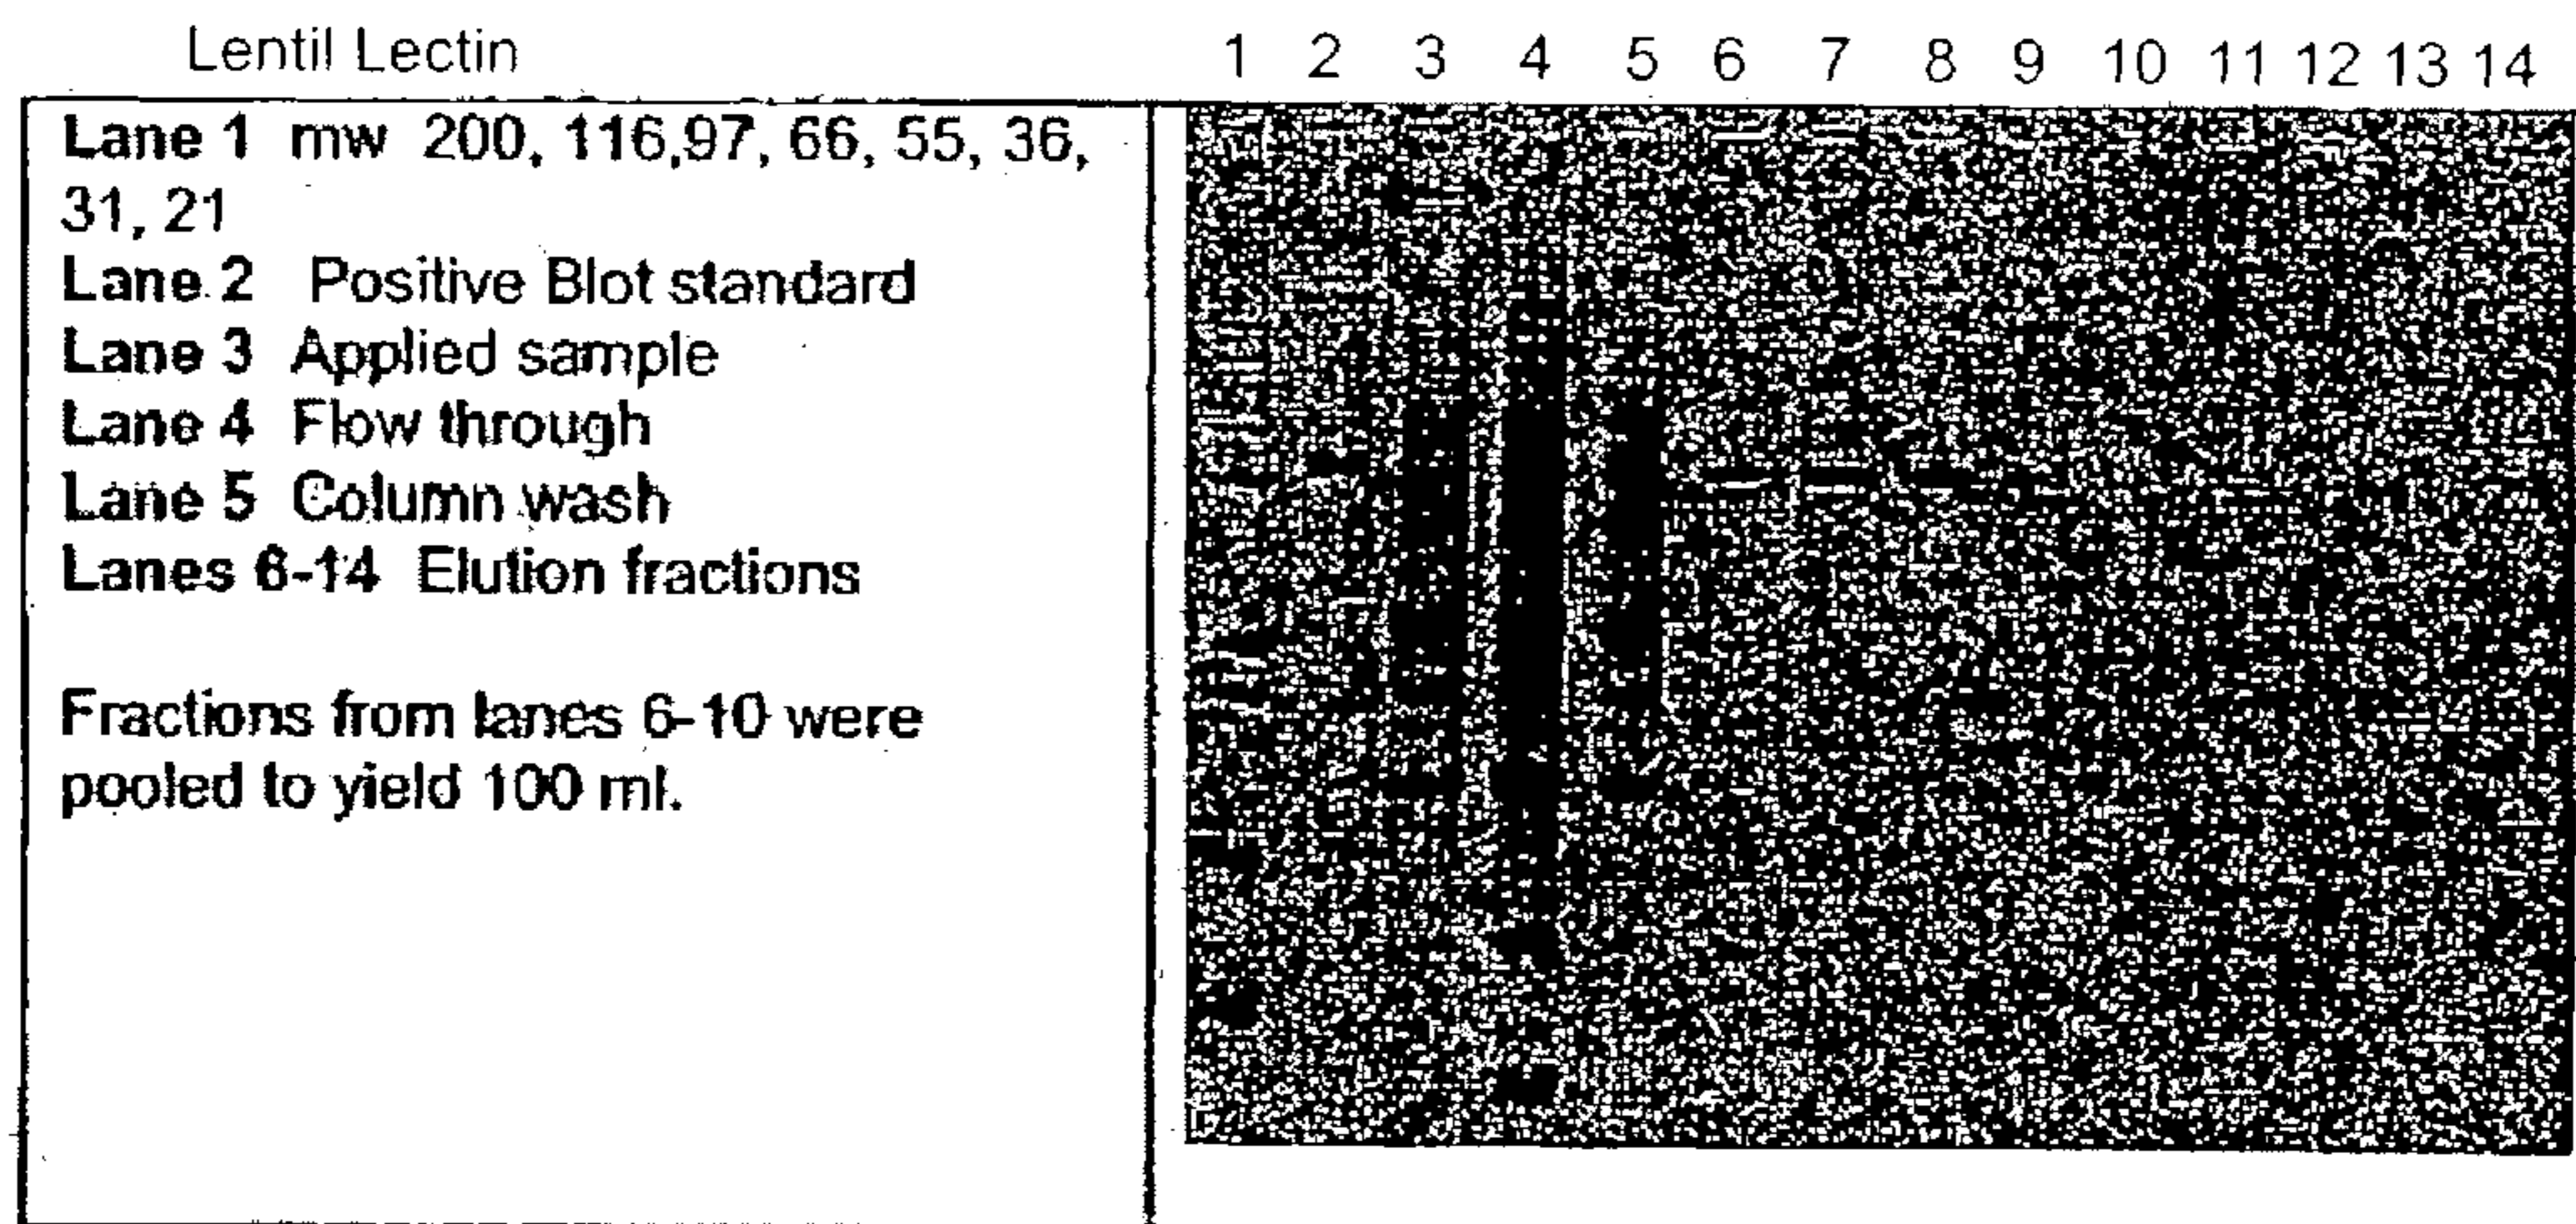 Lentil Lectin
1 2 3 4 5 6 7 8 9 10 11 12 13 14
Lane 1 mw 200, 116,97, 66, 55, 36,
31, 21
Lane 2 Positive Blot standard
Lane 3 Applied sample
Lane 4 Flow through
Lane 5 Column wash
Lanes 6-14 Elution fractions
Fractions from lanes 6-10 were
pooled to yield 100 ml.